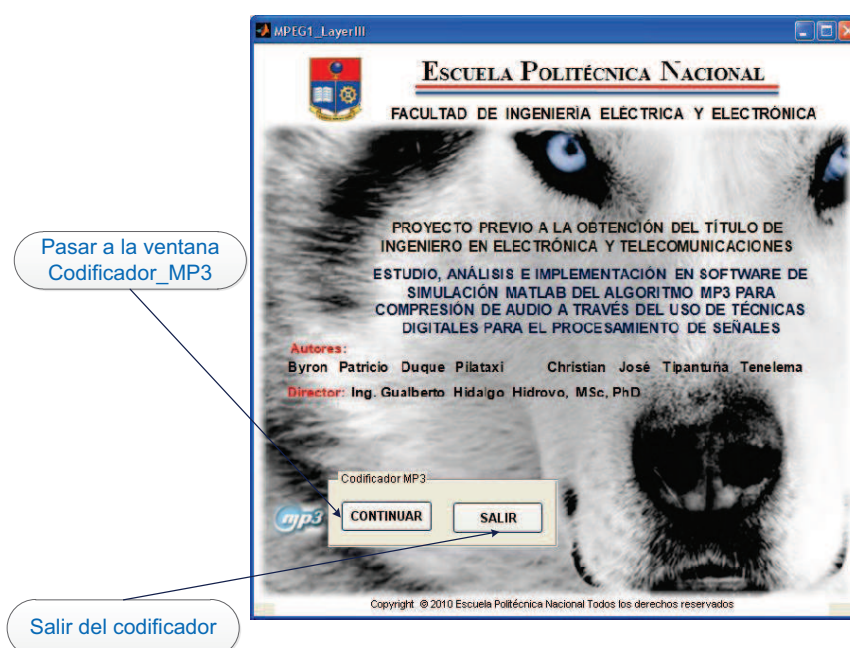 MPEG1_LayerIII
ESCUELA POLITÉCNICA NACIONAL
FACULTAD DE INGENIERÌA ELÉCTRICA Y ELECTRÓNICA
PROYECTO PREVIO A LA OBTENCIÓN DEL TÍTULO DE
INGENIERO EN ELECTRÓNICA Y TELECOMUNICACIONES
Pasar a la ventana
Codificador_MP3
ESTUDIO, ANÁLISIS E IMPLEMENTACIÓN EN SOFTWARE DE
SIMULACIÓN MATLAB DEL ALGORITMO MP3 PARA
COMPRESIÓN DE AUDIO A TRAVÉS DEL USO DE TÉCNICAS
DIGITALES PARA EL PROCESAMIENTO DE SEÑALES
Autores:
Byron Patricio Duque Pilataxi Christian José Tipantuña Tenelema
Director: Ing. Gualberto Hidalgo Hidrovo, MSc, PhD
Codificador MP3
mp3 CONTINUAR SALIR
Copyright © 2010 Escuela Politécnica Nacional Todos los derechos reservados
Salir del codificador